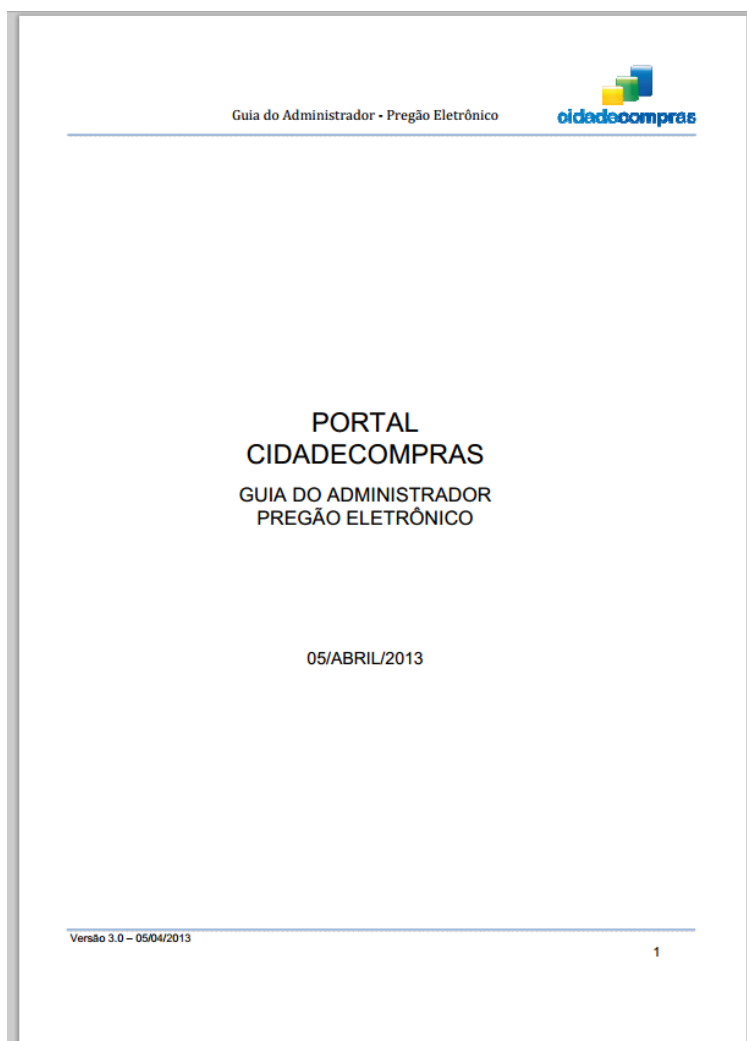 Guia do Administrador - Pregão Eletrônico
cidadecompras
PORTAL
CIDADECOMPRAS
GUIA DO ADMINISTRADOR
PREGÃO ELETRÔNICO
05/ABRIL/2013
Versão 3.0 – 05/04/2013
1